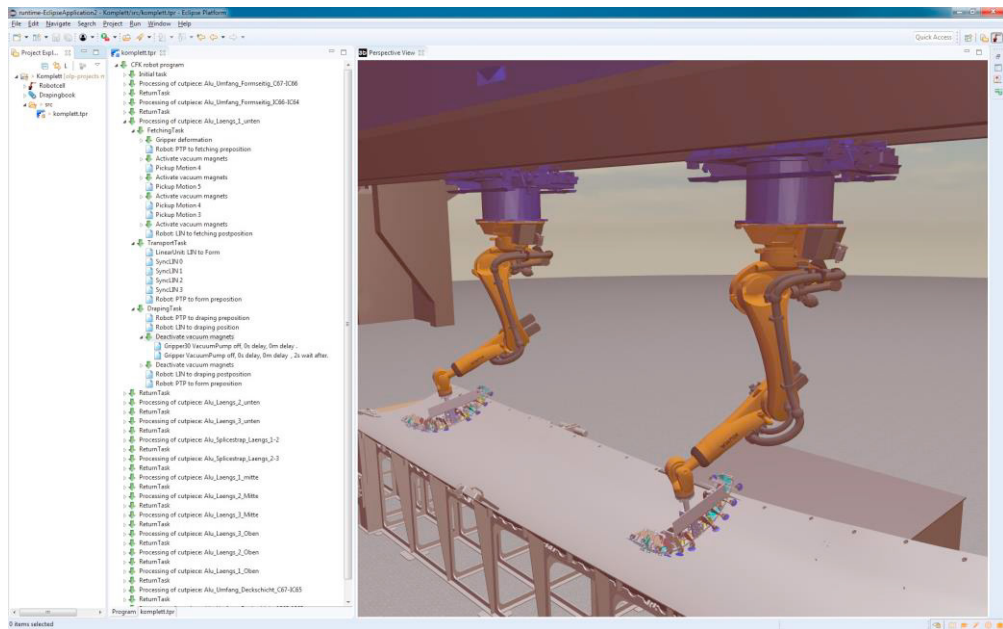 runtime-EclipseApplication2 - Komplett/src/komplett.tpr - Eclipse Platform
File Edit Navigate Search Project Run Window Help
Quick Access
Project Expl...
Komplett
Robotcell
Drapingbook
src
komplett.tpr
komplett.tpr
CFK robot program
Initial task
Processing of cutpiece: Alu_Umfang_Formseitig_C67-IC66
ReturnTask
Processing of cutpiece: Alu_Umfang_Formseitig_IC66-IC64
ReturnTask
Processing of cutpiece: Alu_Laengs_1_unten
FetchingTask
Gripper deformation
Robot: PTP to fetching preposition
Activate vacuum magnets
Pickup Motion 4
Activate vacuum magnets
Pickup Motion 5
Activate vacuum magnets
Pickup Motion 4
Pickup Motion 3
Activate vacuum magnets
Robot: LIN to fetching postposition
TransportTask
LinearUnit: LIN to Form
SyncLIN 0
SyncLIN 1
SyncLIN 2
SyncLIN 3
Robot: PTP to form preposition
DrapingTask
Robot: PTP to draping preposition
Robot: LIN to draping position
Deactivate vacuum magnets
Gripper30 VacuumPump off, 0s delay, 0m delay .
Gripper VacuumPump off, 0s delay, 0m delay , 2s wait after.
Deactivate vacuum magnets
Robot: LIN to draping postposition
Robot: PTP to form preposition
ReturnTask
Processing of cutpiece: Alu_Laengs_2_unten
ReturnTask
Processing of cutpiece: Alu_Laengs_3_unten
ReturnTask
Processing of cutpiece: Alu_Splicestrap_Laengs_1-2
ReturnTask
Processing of cutpiece: Alu_Splicestrap_Laengs_2-3
ReturnTask
Processing of cutpiece: Alu_Laengs_1_mitte
ReturnTask
Processing of cutpiece: Alu_Laengs_2_Mitte
ReturnTask
Processing of cutpiece: Alu_Laengs_3_Mitte
ReturnTask
Processing of cutpiece: Alu_Laengs_3_Oben
ReturnTask
Processing of cutpiece: Alu_Laengs_2_Oben
ReturnTask
Processing of cutpiece: Alu_Laengs_1_Oben
ReturnTask
Processing of cutpiece: Alu_Umfang_Deckschicht_C67-IC65
ReturnTask
Program komplett.tpr
Perspective View
0 items selected